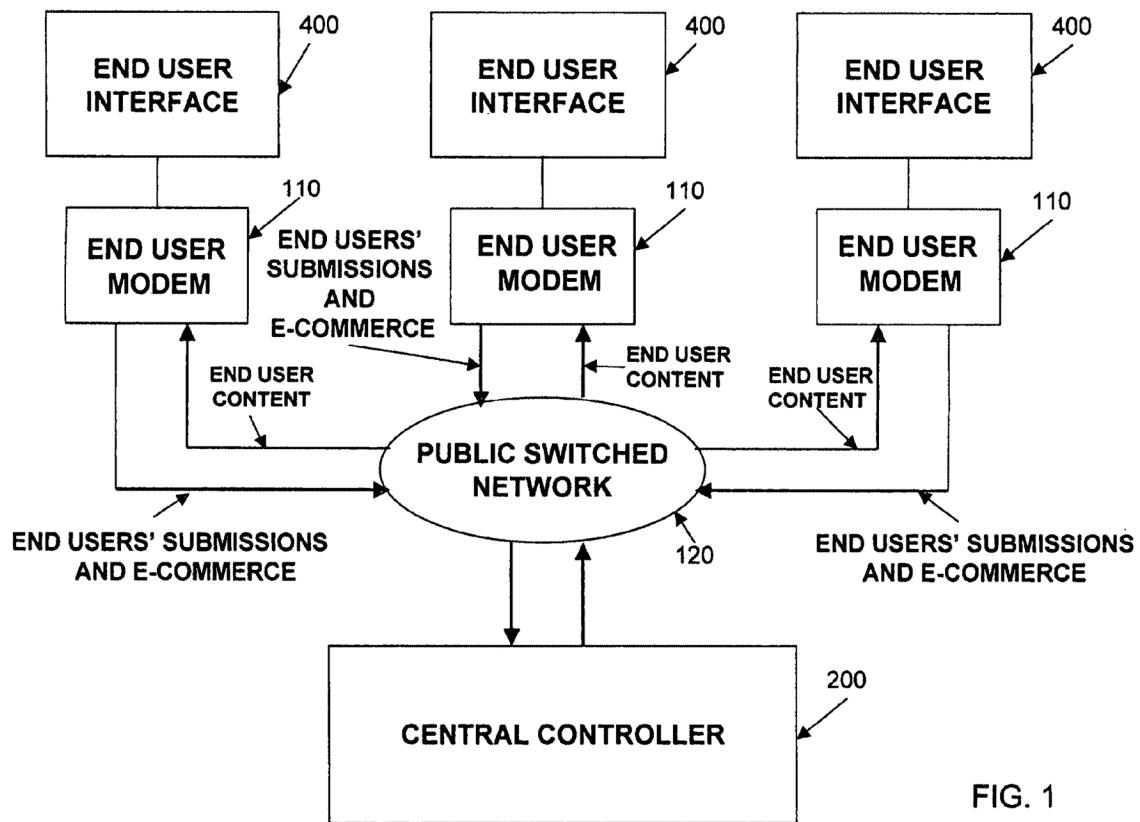 400
400
400
END USER
INTERFACE
END USER
INTERFACE
END USER
INTERFACE
110
110
110
END USER
MODEM
END USERS'
SUBMISSIONS
AND
E-COMMERCE
END USER
MODEM
END USER
MODEM
END USER
CONTENT
END USER
CONTENT
END USER
CONTENT
PUBLIC SWITCHED
NETWORK
END USERS' SUBMISSIONS
AND E-COMMERCE
120
END USERS' SUBMISSIONS
AND E-COMMERCE
200
CENTRAL CONTROLLER
FIG. 1